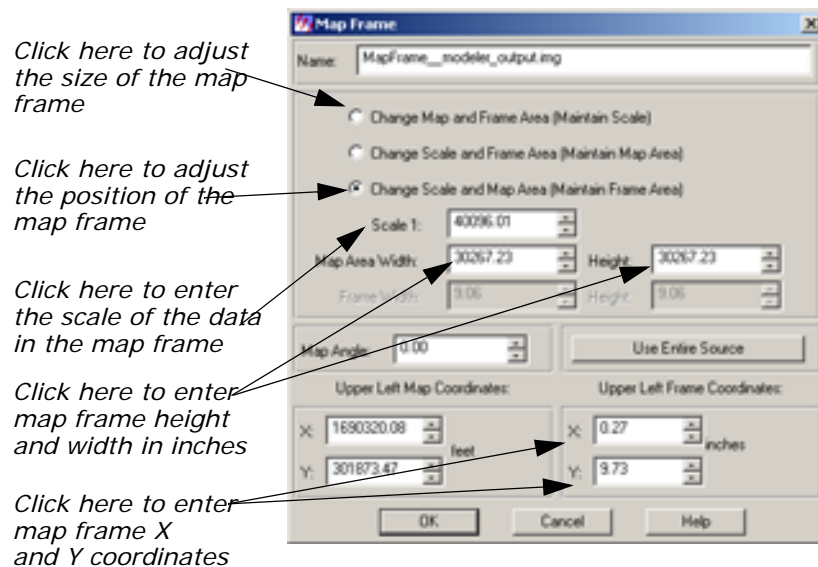 Map Frame
Name: MapFrame__modeler_output.img
Click here to adjust
the size of the map
frame
Change Map and Frame Area (Maintain Scale)
Change Scale and Frame Area (Maintain Map Area)
Click here to adjust
the position of the
map frame
Change Scale and Map Area (Maintain Frame Area)
Scale 1: 40096.01
Map Area Width: 30267.23 Height: 30267.23
Frame Width: 9.06 Height: 9.06
Click here to enter
the scale of the data
in the map frame
Map Angle: 0.00 Use Entire Source
Click here to enter
map frame height
and width in inches
Upper Left Map Coordinates: Upper Left Frame Coordinates:
X: 1690320.08 feet X: 0.27 inches
Y: 301873.47 Y: 9.73
Click here to enter
map frame X
and Y coordinates
OK Cancel Help